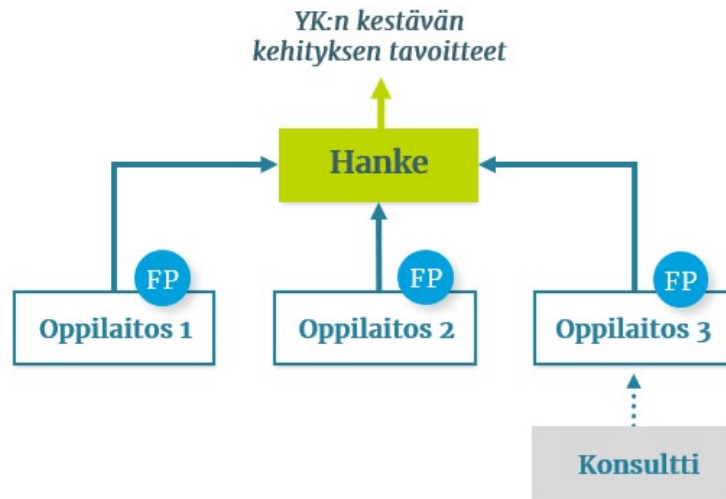 YK:n kestävän
kehityksen tavoitteet
Hanke
FP
FP
FP
Oppilaitos 1
Oppilaitos 2
Oppilaitos 3
Konsultti